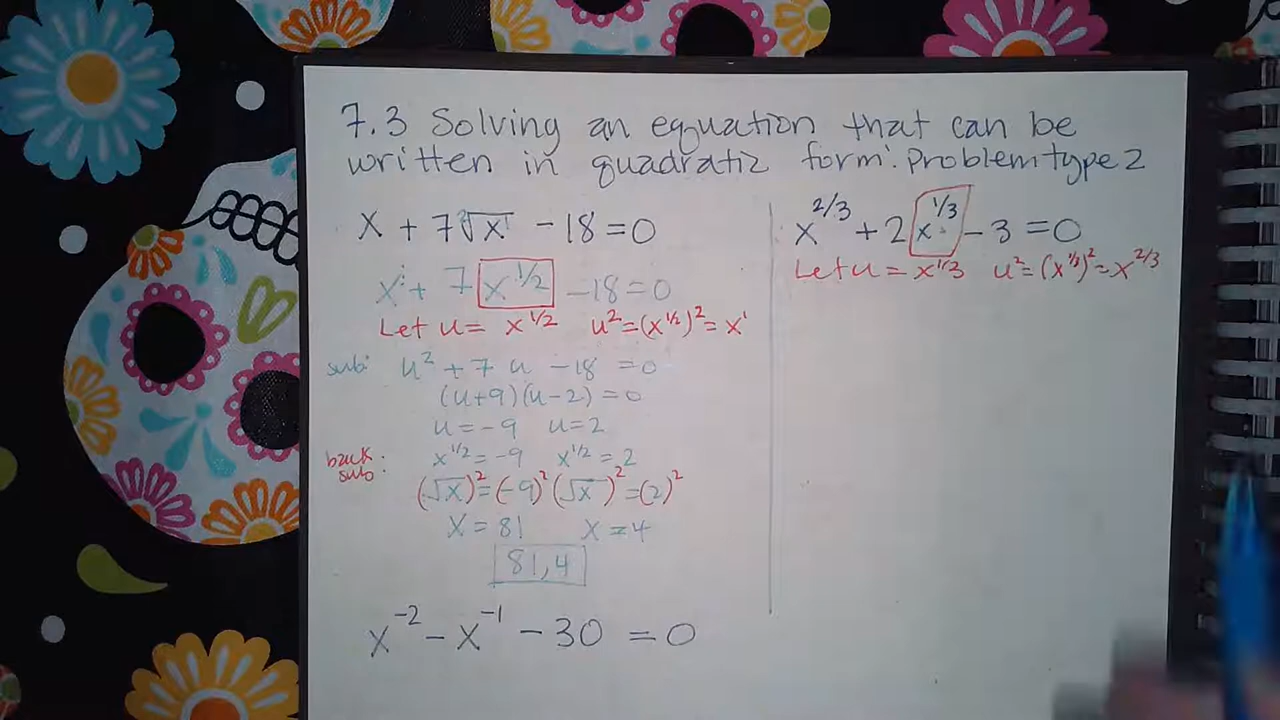 7.3 Solving an equation that can be
written in quadratic form: Problem type 2
x + 7√x - 18 = 0
x¹ + 7 x^1/2 - 18 = 0
Let u = x^1/2 u² = (x^1/2)² = x¹
sub: u² + 7 u - 18 = 0
(u+9)(u-2) = 0
u = -9 u = 2
back sub: x^1/2 = -9 x^1/2 = 2
(√x)² = (-9)² (√x)² = (2)²
x = 81 x = 4
81, 4
x^-2 - x^-1 - 30 = 0
x^2/3 + 2 x^1/3 - 3 = 0
Let u = x^1/3 u² = (x^1/3)² = x^2/3